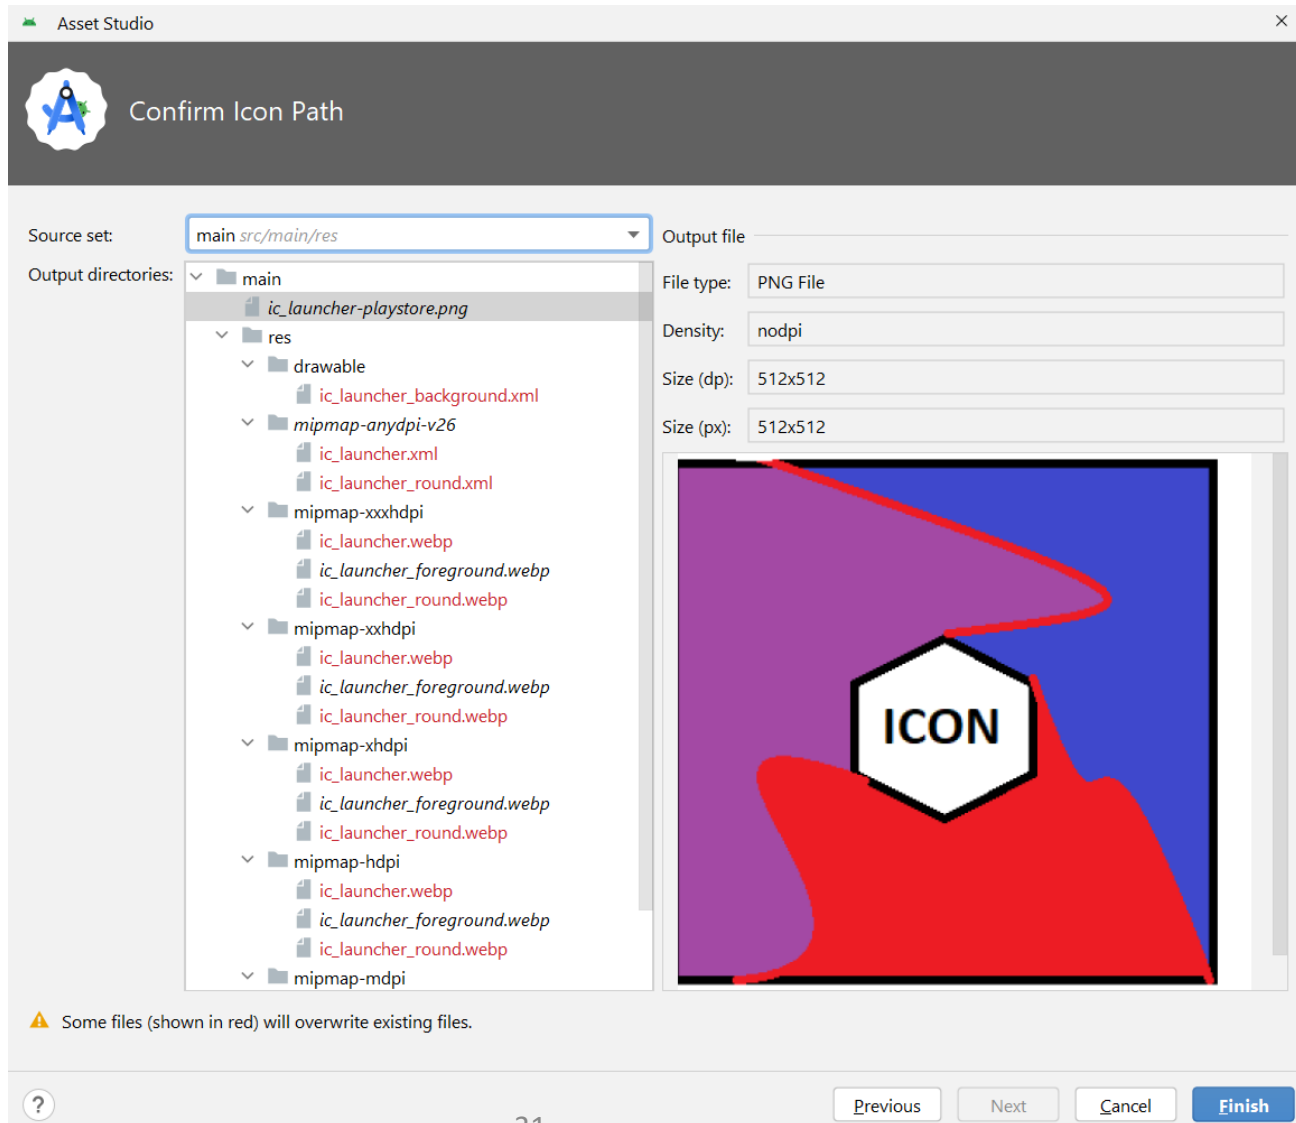 Asset Studio
Confirm Icon Path
Source set:
main src/main/res
Output directories:
main
ic_launcher-playstore.png
res
drawable
ic_launcher_background.xml
mipmap-anydpi-v26
ic_launcher.xml
ic_launcher_round.xml
mipmap-xxxhdpi
ic_launcher.webp
ic_launcher_foreground.webp
ic_launcher_round.webp
mipmap-xxhdpi
ic_launcher.webp
ic_launcher_foreground.webp
ic_launcher_round.webp
mipmap-xhdpi
ic_launcher.webp
ic_launcher_foreground.webp
ic_launcher_round.webp
mipmap-hdpi
ic_launcher.webp
ic_launcher_foreground.webp
ic_launcher_round.webp
mipmap-mdpi
Output file
File type: PNG File
Density: nodpi
Size (dp): 512x512
Size (px): 512x512
ICON
Some files (shown in red) will overwrite existing files.
?
Previous
Next
Cancel
Finish